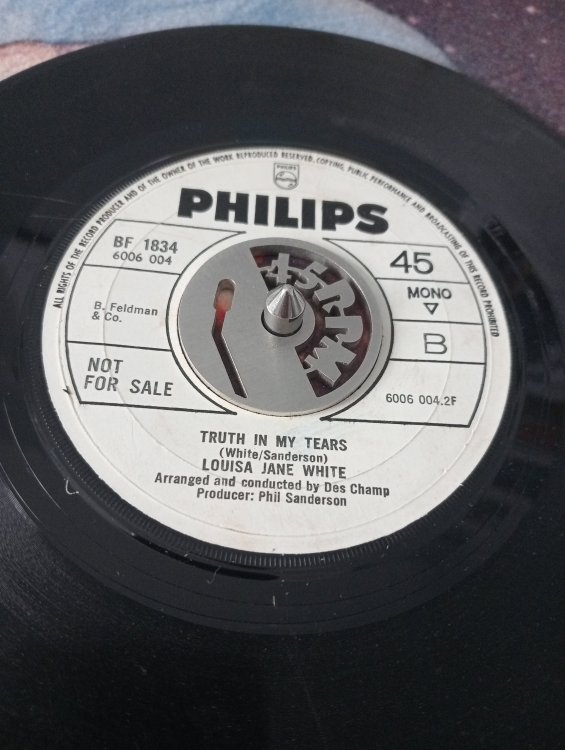 ALL RIGHTS OF THE RECORD PRODUCER AND OF THE OWNER OF THE WORK REPRODUCED RESERVED. COPYING, PUBLIC PERFORMANCE AND BROADCASTING OF THIS RECORD PROHIBITED
PHILIPS
PHILIPS
BF 1834
6006 004
45
45RPM
MONO
B. Feldman
& Co.
B
NOT
FOR SALE
6006 004.2F
TRUTH IN MY TEARS
(White/Sanderson)
LOUISA JANE WHITE
Arranged and conducted by Des Champ
Producer: Phil Sanderson